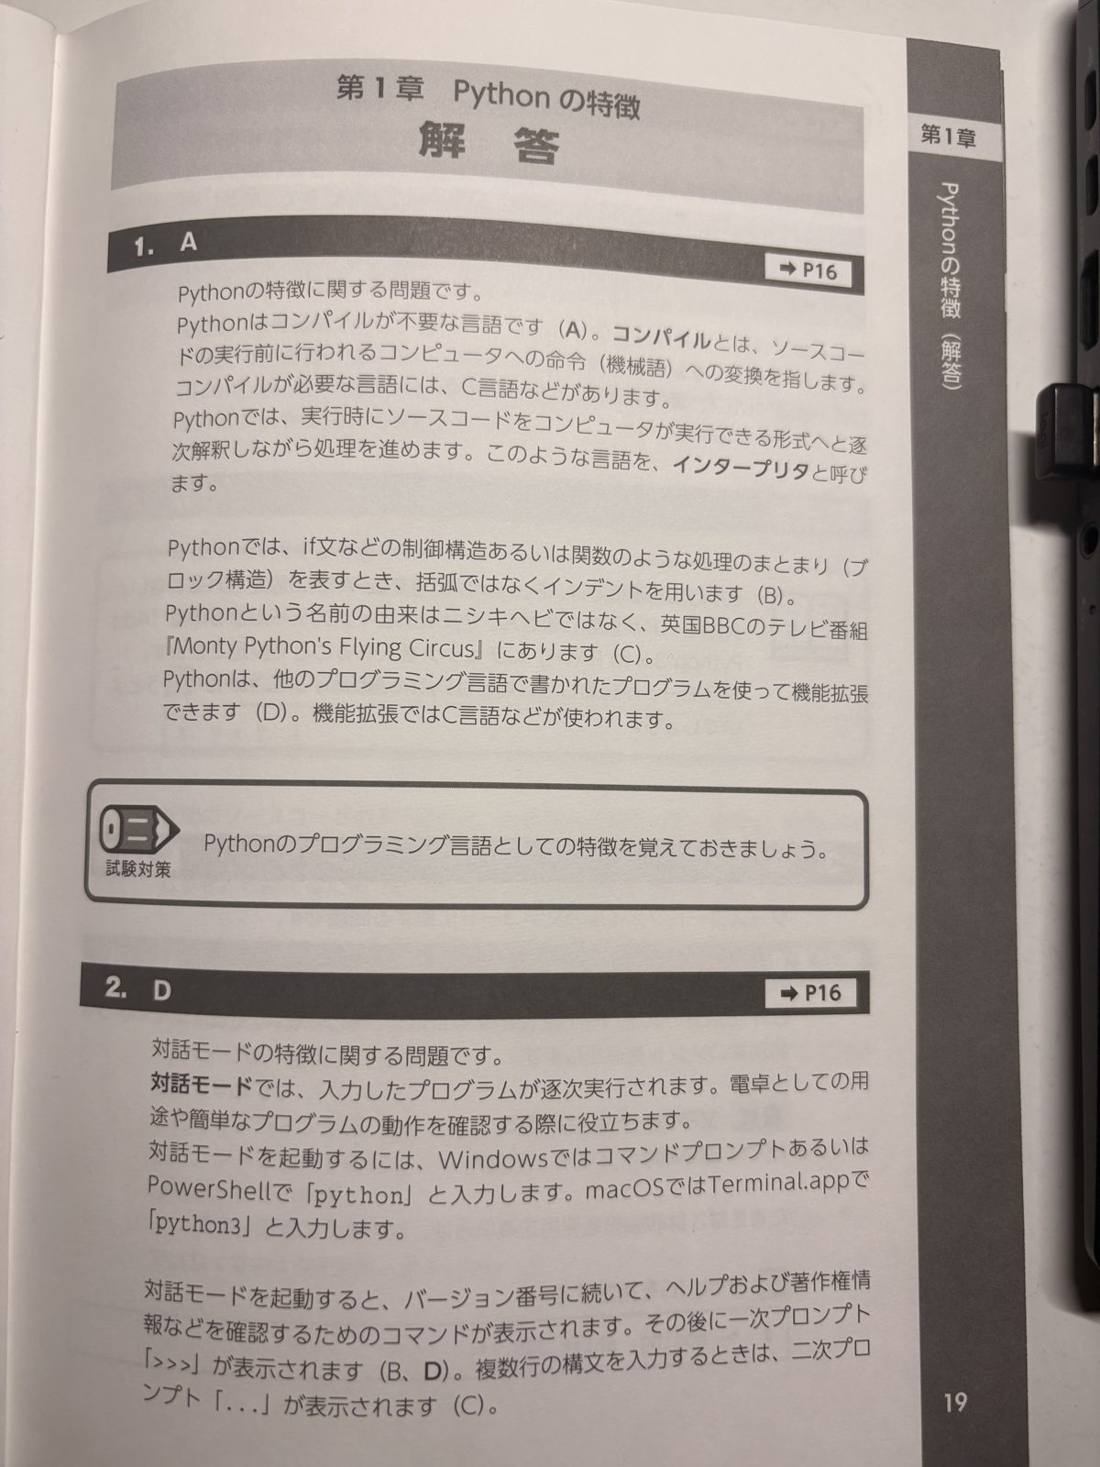 第1章 Pythonの特徴
解 答
1. A
➡ P16
Pythonの特徴に関する問題です。
Pythonはコンパイルが不要な言語です（A）。コンパイルとは、ソースコー
ドの実行前に行われるコンピュータへの命令（機械語）への変換を指します。
コンパイルが必要な言語には、C言語などがあります。
Pythonでは、実行時にソースコードをコンピュータが実行できる形式へと逐
次解釈しながら処理を進めます。このような言語を、インタープリタと呼び
ます。
Pythonでは、if文などの制御構造あるいは関数のような処理のまとまり（ブ
ロック構造）を表すとき、括弧ではなくインデントを用います（B）。
Pythonという名前の由来はニシキヘビではなく、英国BBCのテレビ番組
『Monty Python's Flying Circus』にあります（C）。
Pythonは、他のプログラミング言語で書かれたプログラムを使って機能拡張
できます（D）。機能拡張ではC言語などが使われます。
試験対策
Pythonのプログラミング言語としての特徴を覚えておきましょう。
2. D
➡ P16
対話モードの特徴に関する問題です。
対話モードでは、入力したプログラムが逐次実行されます。電卓としての用
途や簡単なプログラムの動作を確認する際に役立ちます。
対話モードを起動するには、Windowsではコマンドプロンプトあるいは
PowerShellで「python」と入力します。macOSではTerminal.appで
「python3」と入力します。
対話モードを起動すると、バージョン番号に続いて、ヘルプおよび著作権情
報などを確認するためのコマンドが表示されます。その後に一次プロンプト
「>>>」が表示されます（B、D）。複数行の構文を入力するときは、二次プロ
ンプト「...」が表示されます（C）。
第1章
Pythonの特徴（解答）
19